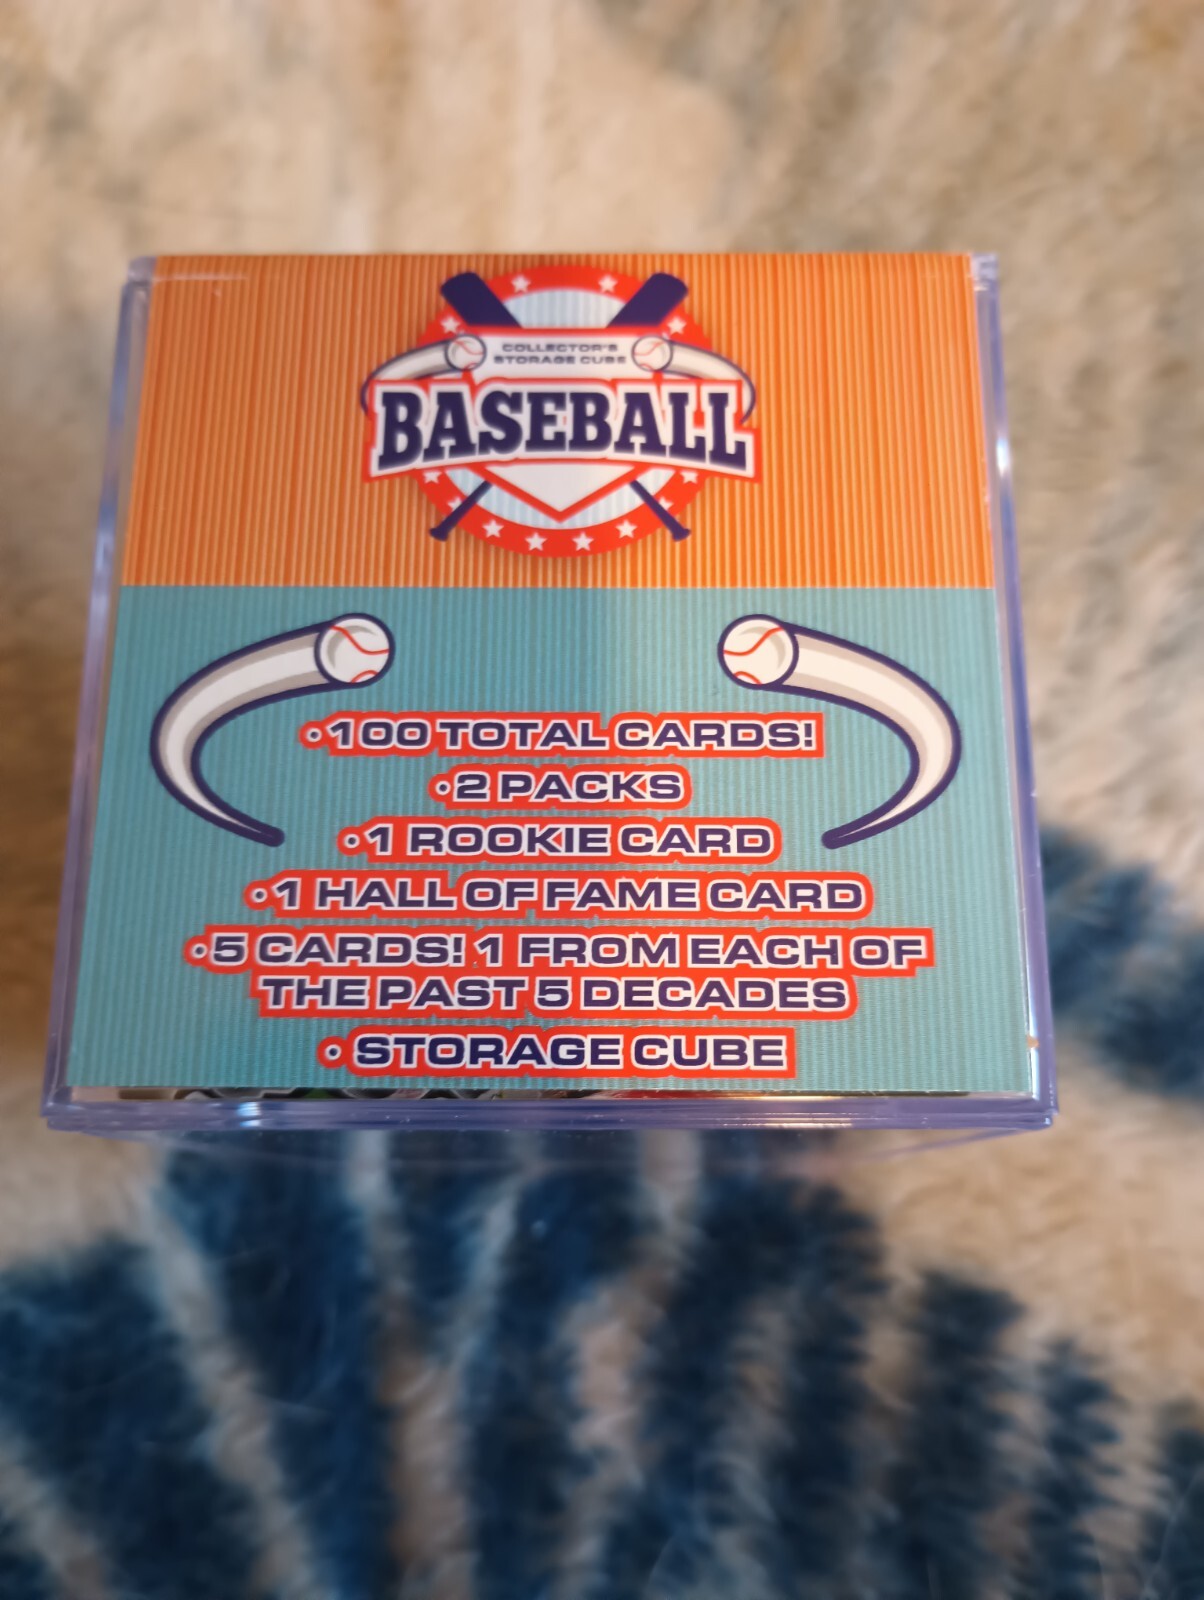 COLLECTOR'S
STORAGE CUBE
BASEBALL
•100 TOTAL CARDS!
•2 PACKS
•1 ROOKIE CARD
•1 HALL OF FAME CARD
•5 CARDS! 1 FROM EACH OF
THE PAST 5 DECADES
• STORAGE CUBE